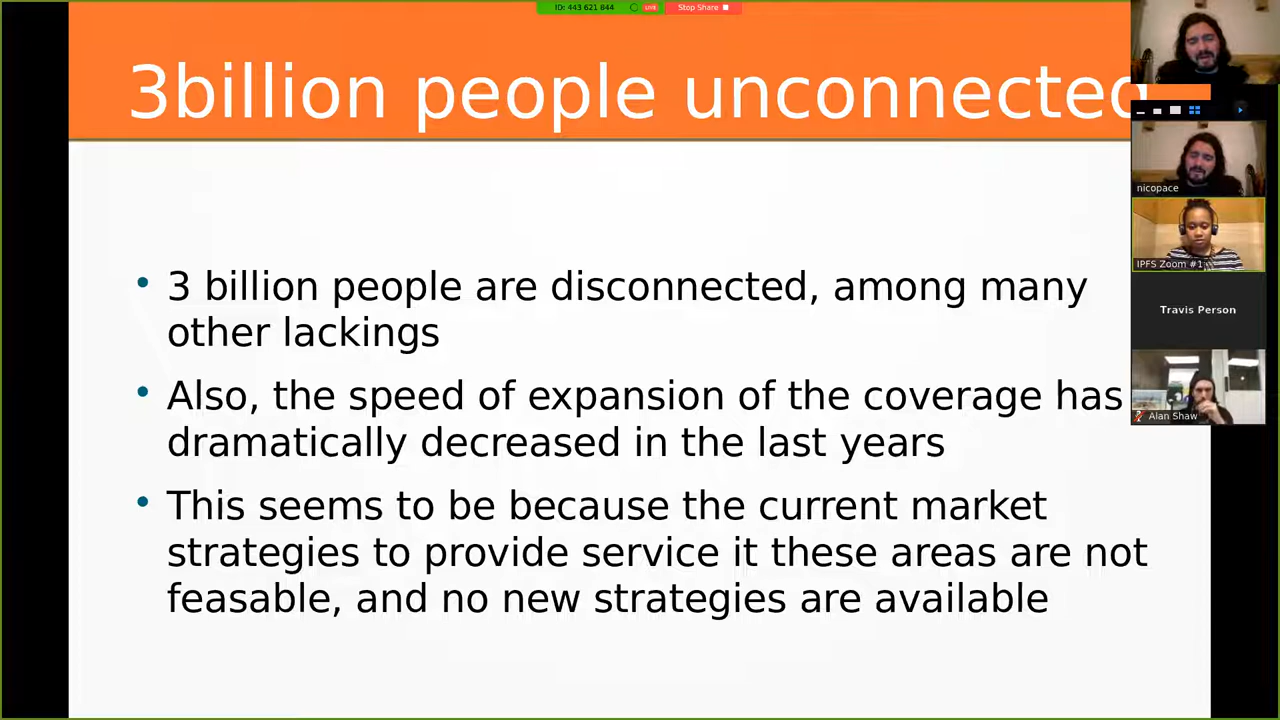 ID: 443 621 844
LIVE
Stop Share
3billion people unconnected
3 billion people are disconnected, among many
other lackings
Also, the speed of expansion of the coverage has
dramatically decreased in the last years
This seems to be because the current market
strategies to provide service it these areas are not
feasable, and no new strategies are available
nicopace
IPFS Zoom #1
Travis Person
Alan Shaw